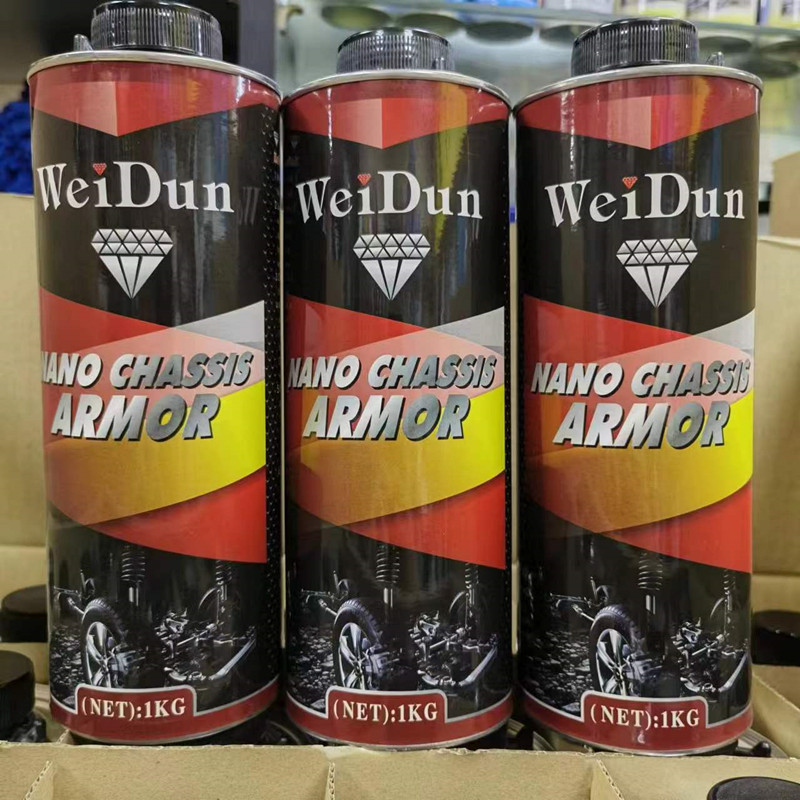 WeiDun
NANO CHASSIS
ARMOR
(NET):1KG
WeiDun
NANO CHASSIS
ARMOR
(NET):1KG
WeiDun
NANO CHASSIS
ARMOR
(NET):1KG